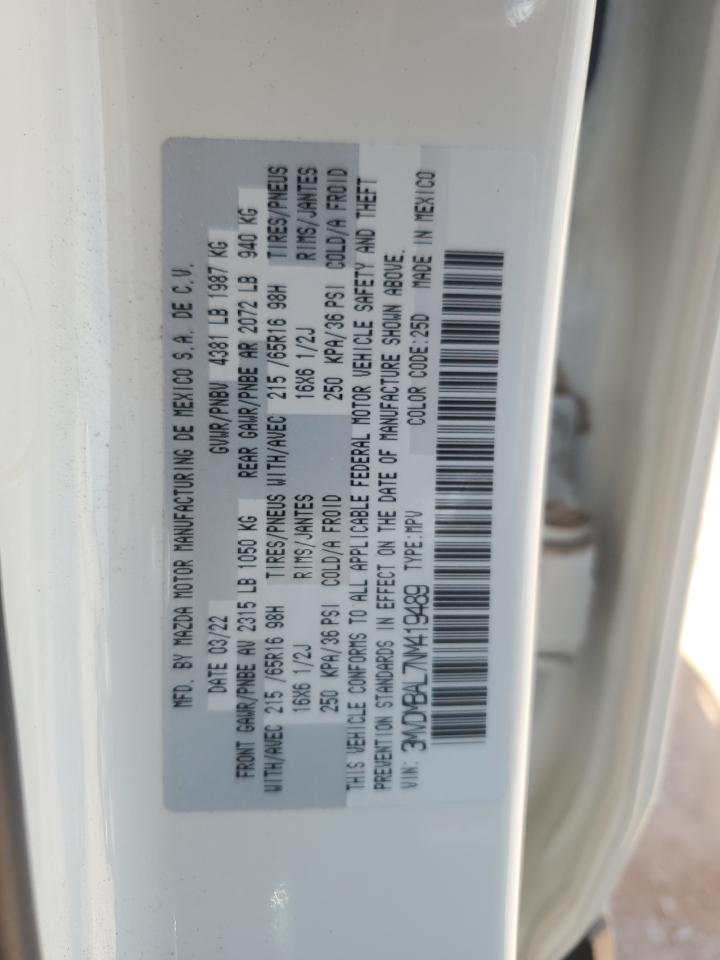 MFD. BY MAZDA MOTOR MANUFACTURING DE MEXICO S.A. DE C.V.
DATE 03/22 GVWR/PNBV 4381 LB 1987 KG
FRONT GAWR/PNBE AV 2315 LB 1050 KG REAR GAWR/PNBE AR 2072 LB 940 KG
WITH/AVEC 215 /65R16 98H TIRES/PNEUS WITH/AVEC 215 /65R16 98H TIRES/PNEUS
16X6 1/2J RIMS/JANTES 16X6 1/2J RIMS/JANTES
250 KPA/36 PSI COLD/A FROID 250 KPA/36 PSI COLD/A FROID
THIS VEHICLE CONFORMS TO ALL APPLICABLE FEDERAL MOTOR VEHICLE SAFETY AND THEFT
PREVENTION STANDARDS IN EFFECT ON THE DATE OF MANUFACTURE SHOWN ABOVE.
VIN: 3MVDMBAL7NM419489 TYPE:MPV COLOR CODE:25D MADE IN MEXICO